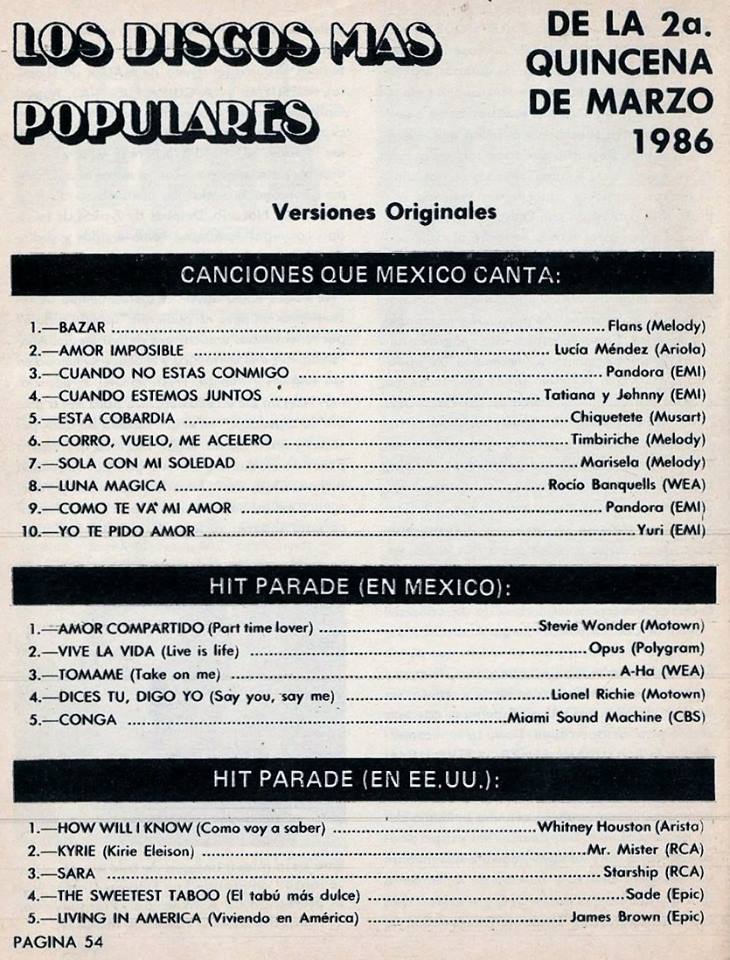 LOS DISCOS MAS
POPULARES
DE LA 2a.
QUINCENA
DE MARZO
1986
Versiones Originales
CANCIONES QUE MEXICO CANTA:
1.—BAZAR ........ Flans (Melody)
2.—AMOR IMPOSIBLE ........ Lucía Méndez (Ariola)
3.—CUANDO NO ESTAS CONMIGO ........ Pandora (EMI)
4.—CUANDO ESTEMOS JUNTOS ........ Tatiana y Johnny (EMI)
5.—ESTA COBARDIA ........ Chiquetete (Musart)
6.—CORRO, VUELO, ME ACELERO ........ Timbiriche (Melody)
7.—SOLA CON MI SOLEDAD ........ Marisela (Melody)
8.—LUNA MAGICA ........ Rocío Banquells (WEA)
9.—COMO TE VA MI AMOR ........ Pandora (EMI)
10.—YO TE PIDO AMOR ........ Yuri (EMI)
HIT PARADE (EN MEXICO):
1.—AMOR COMPARTIDO (Part time lover) ........ Stevie Wonder (Motown)
2.—VIVE LA VIDA (Live is life) ........ Opus (Polygram)
3.—TOMAME (Take on me) ........ A-Ha (WEA)
4.—DICES TU, DIGO YO (Say you, say me) ........ Lionel Richie (Motown)
5.—CONGA ........ Miami Sound Machine (CBS)
HIT PARADE (EN EE.UU.):
1.—HOW WILL I KNOW (Como voy a saber) ........ Whitney Houston (Arista)
2.—KYRIE (Kirie Eleison) ........ Mr. Mister (RCA)
3.—SARA ........ Starship (RCA)
4.—THE SWEETEST TABOO (El tabú más dulce) ........ Sade (Epic)
5.—LIVING IN AMERICA (Viviendo en América) ........ James Brown (Epic)
PAGINA 54